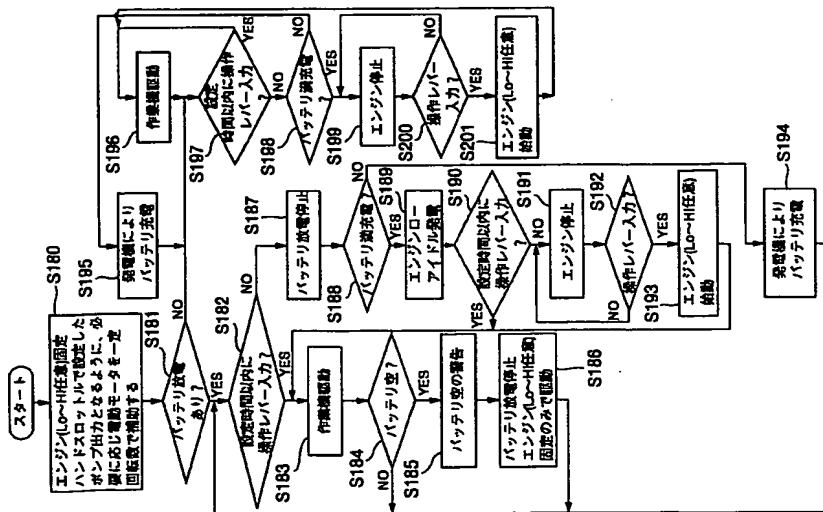 スタート
S180
エンジン(Lo~Hi任意)固定
ハンドスロットルで設定した
ポンプ出力となるように、必
要に応じ電動モータを一定
回転数で補助する
S181
バッテリ放電
あり?
NO
YES
S182
設定時間以内に
操作レバー入力?
NO
YES
S183
作業機駆動
S184
バッテリ空?
NO
YES
S185
バッテリ空の警告
S186
バッテリ放電停止
エンジン(Lo~Hi任意)
固定のみで駆動
S187
バッテリ放電停止
S188
バッテリ満充電?
NO
YES
S189
エンジンロー
アイドル発電
S190
設定時間以内に
操作レバー入力
?
YES
NO
S191
エンジン停止
S192
操作レバー入力?
NO
YES
S193
エンジン(Lo~Hi任意)
始動
S194
発電機により
バッテリ充電
S195
発電機により
バッテリ充電
S196
作業機駆動
S197
設定
時間以内に操作
レバー入力
?
YES
NO
S198
バッテリ満充電?
NO
YES
S199
エンジン停止
S200
操作レバー
入力?
NO
YES
S201
エンジン(Lo~Hi任意)
始動